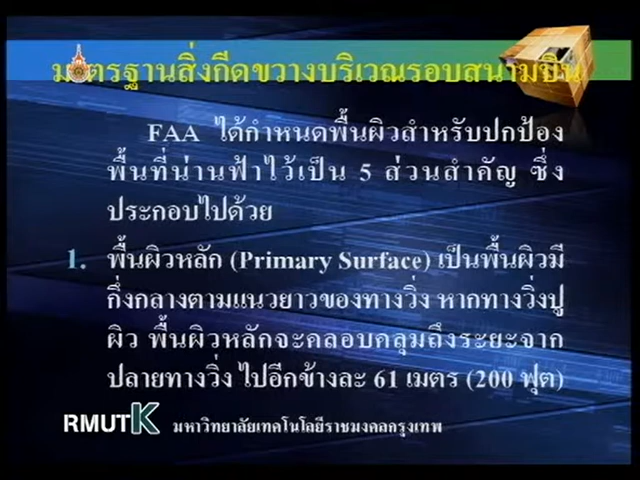 มาตรฐานสิ่งกีดขวางบริเวณรอบสนามบิน
FAA ได้กำหนดพื้นผิวสำหรับปกป้อง
พื้นที่น่านฟ้าไว้เป็น 5 ส่วนสำคัญ ซึ่ง
ประกอบไปด้วย
1. พื้นผิวหลัก (Primary Surface) เป็นพื้นผิวมี
กึ่งกลางตามแนวยาวของทางวิ่ง หากทางวิ่งปู
ผิว พื้นผิวหลักจะคลอบคลุมถึงระยะจาก
ปลายทางวิ่ง ไปอีกข้างละ 61 เมตร (200 ฟุต)
RMUTK มหาวิทยาลัยเทคโนโลยีราชมงคลกรุงเทพ